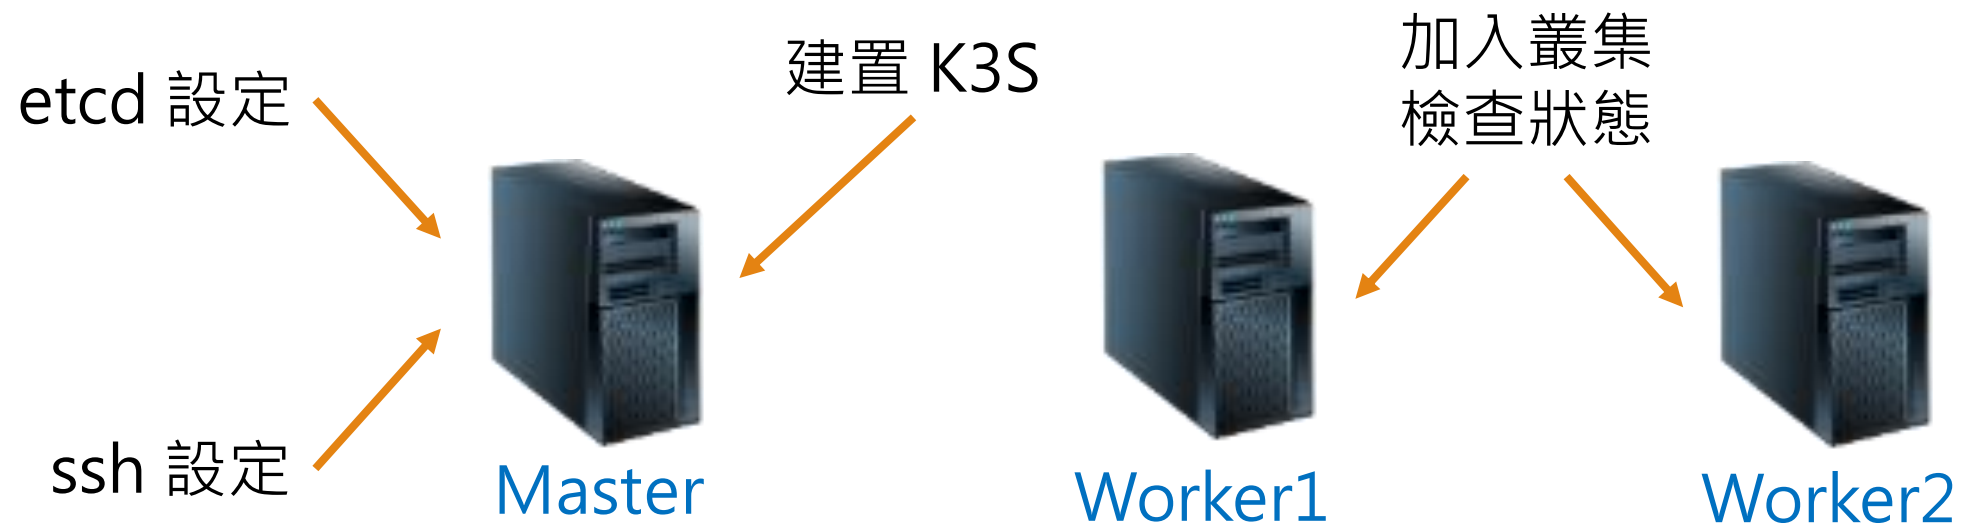 etcd 設定
建置 K3S
加入叢集
檢查狀態
ssh 設定
Master
Worker1
Worker2